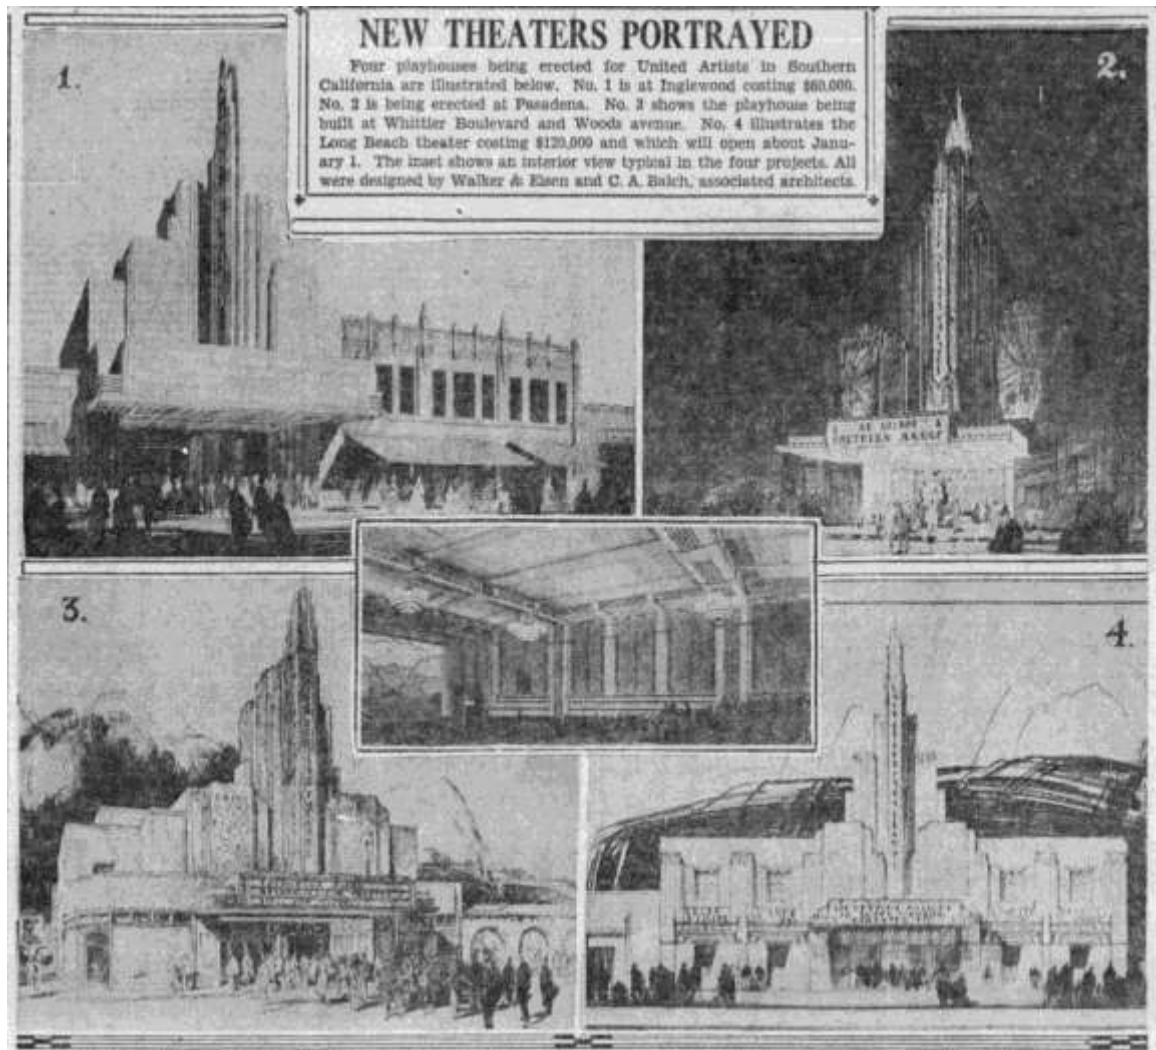 NEW THEATERS PORTRAYED
Four playhouses being erected for United Artists in Southern
California are illustrated below. No. 1 is at Inglewood costing $60,000.
No. 2 is being erected at Pasadena. No. 3 shows the playhouse being
built at Whittier Boulevard and Woods avenue. No. 4 illustrates the
Long Beach theater costing $120,000 and which will open about Janu-
ary 1. The inset shows an interior view typical in the four projects. All
were designed by Walker & Eisen and C. A. Balch, associated architects.
1.
2.
3.
4.